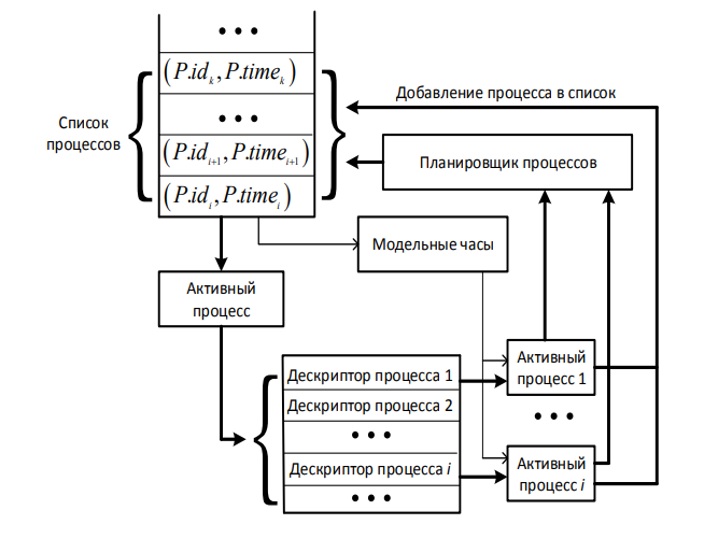 • • •
(P.id_k, P.time_k)
Добавление процесса в список
• • •
Список
процессов
(P.id_{i+1}, P.time_{i+1})
Планировщик процессов
(P.id_i, P.time_i)
Модельные часы
Активный
процесс
Дескриптор процесса 1
Дескриптор процесса 2
• • •
Дескриптор процесса i
• • •
Активный
процесс 1
• • •
Активный
процесс i